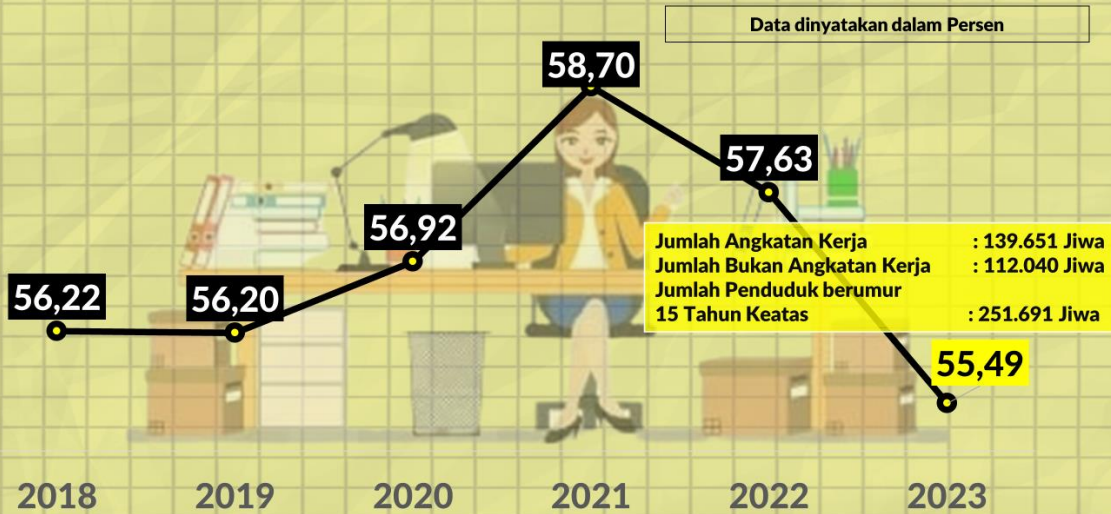 Data dinyatakan dalam Persen
58,70
57,63
56,92
Jumlah Angkatan Kerja : 139.651 Jiwa
Jumlah Bukan Angkatan Kerja : 112.040 Jiwa
Jumlah Penduduk berumur
15 Tahun Keatas : 251.691 Jiwa
56,22
56,20
55,49
2018 2019 2020 2021 2022 2023